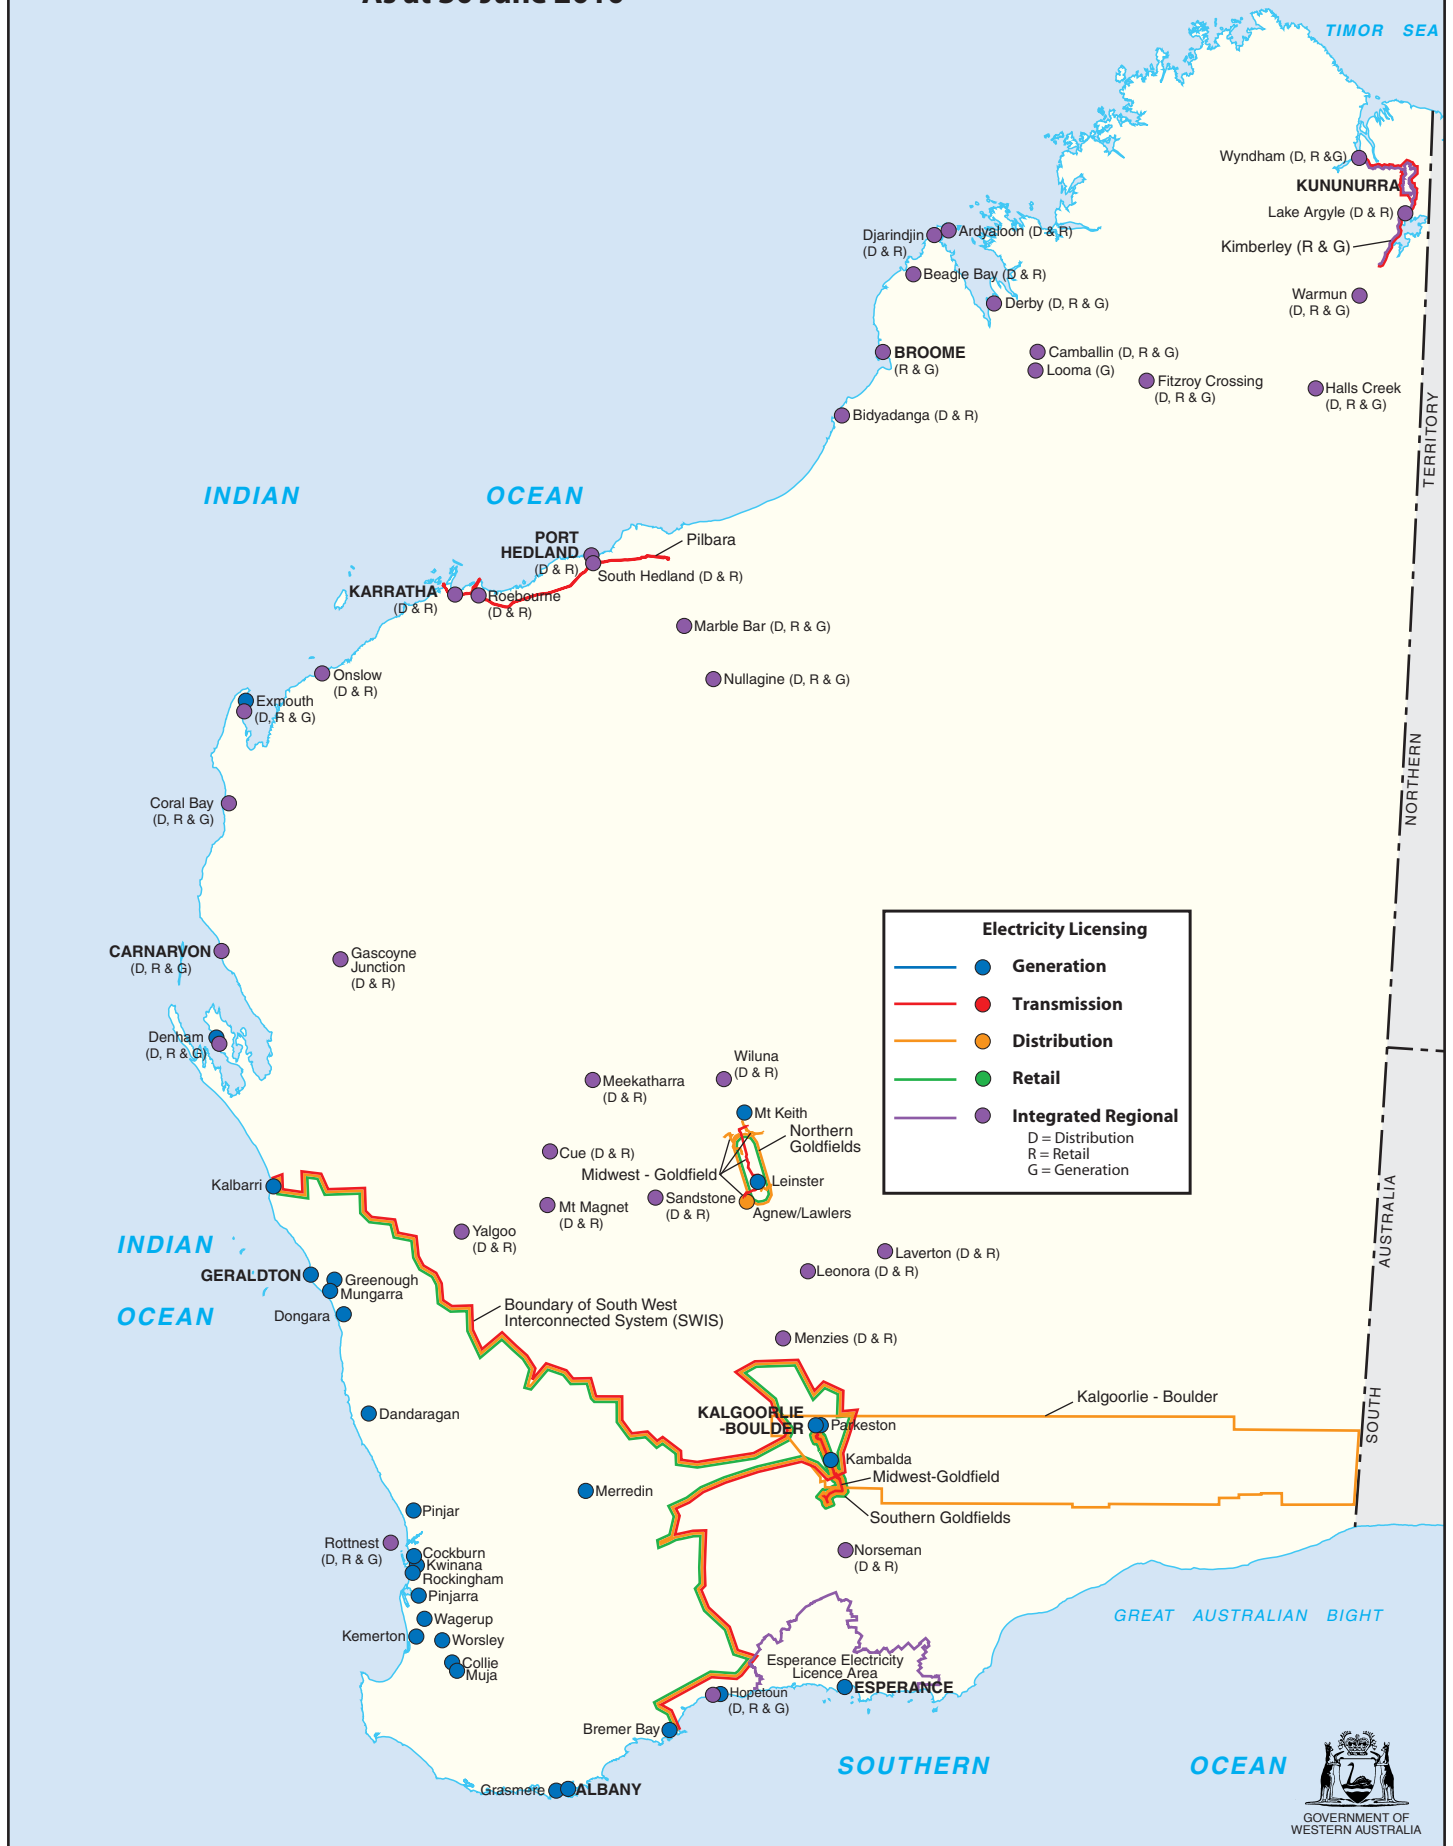 TIMOR SEA
Wyndham (D, R &G)
KUNUNURRA
Lake Argyle (D & R)
Kimberley (R & G)
Djarindjin
(D & R)
Ardyaloon (D & R)
Beagle Bay (D & R)
Derby (D, R & G)
Warmun
(D, R & G)
BROOME
(R & G)
Camballin (D, R & G)
Looma (G)
Fitzroy Crossing
(D, R & G)
Halls Creek
(D, R & G)
Bidyadanga (D & R)
TERRITORY
INDIAN OCEAN
PORT
HEDLAND
(D & R)
Pilbara
South Hedland (D & R)
KARRATHA
(D & R)
Roebourne
(D & R)
Marble Bar (D, R & G)
Onslow
(D & R)
Nullagine (D, R & G)
Exmouth
(D, R & G)
NORTHERN
Coral Bay
(D, R & G)
CARNARVON
(D, R & G)
Gascoyne
Junction
(D & R)
Electricity Licensing
Generation
Transmission
Distribution
Retail
Integrated Regional
D = Distribution
R = Retail
G = Generation
Denham
(D, R & G)
Meekatharra
(D & R)
Wiluna
(D & R)
Mt Keith
Northern
Goldfields
Cue (D & R)
Midwest - Goldfield
Leinster
Kalbarri
Mt Magnet
(D & R)
Sandstone
(D & R)
Agnew/Lawlers
Yalgoo
(D & R)
AUSTRALIA
INDIAN
OCEAN
Laverton (D & R)
Leonora (D & R)
GERALDTON
Greenough
Mungarra
Dongara
Boundary of South West
Interconnected System (SWIS)
Menzies (D & R)
Kalgoorlie - Boulder
SOUTH
Dandaragan
KALGOORLIE
-BOULDER
Parkeston
Kambalda
Midwest-Goldfield
Merredin
Southern Goldfields
Pinjar
Rottnest
(D, R & G)
Cockburn
Kwinana
Rockingham
Norseman
(D & R)
Pinjarra
Wagerup
Kemerton
Worsley
Collie
Muja
GREAT AUSTRALIAN BIGHT
Esperance Electricity
Licence Area
ESPERANCE
Hopetoun
(D, R & G)
Bremer Bay
SOUTHERN OCEAN
Grasmere
ALBANY
GOVERNMENT OF
WESTERN AUSTRALIA